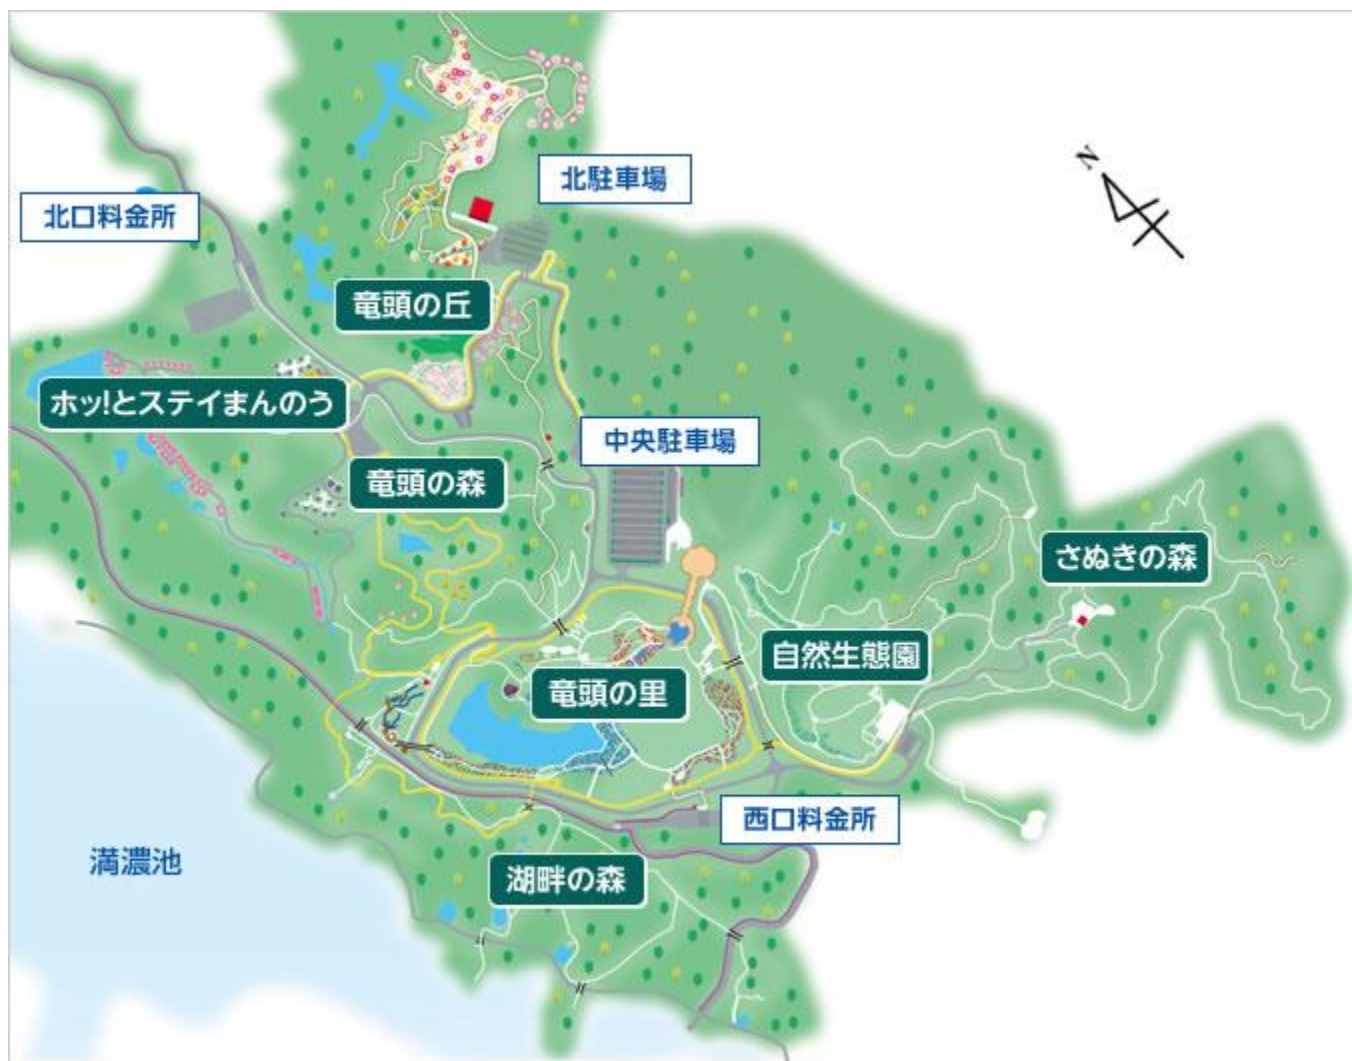 北駐車場
北口料金所
N
竜頭の丘
ホッ!とステイまんのう
中央駐車場
竜頭の森
さぬきの森
自然生態園
竜頭の里
西口料金所
満濃池
湖畔の森